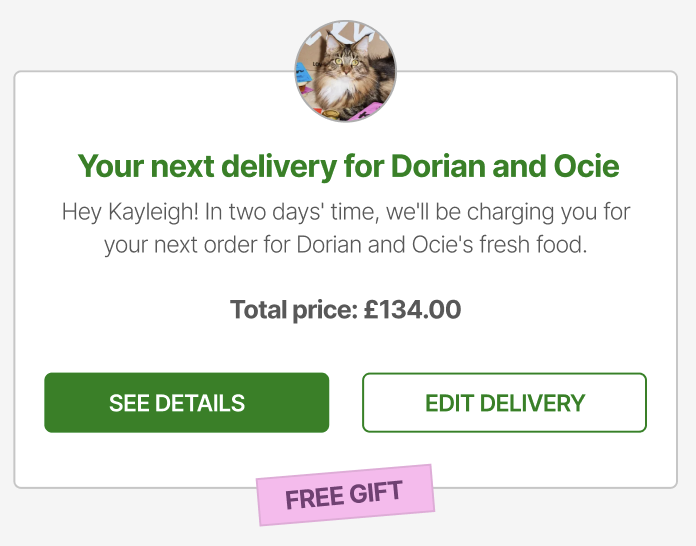 Your next delivery for Dorian and Ocie
Hey Kayleigh! In two days' time, we'll be charging you for
your next order for Dorian and Ocie's fresh food.
Total price: £134.00
SEE DETAILS
EDIT DELIVERY
FREE GIFT